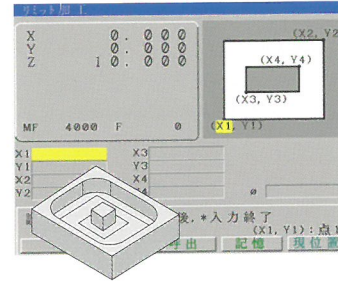 リミット加工
X 0. 000
Y 0. 000
Z 10. 000
MF 4000 F 0
(X2, Y2
(X4, Y4)
(X3, Y3)
(X1, Y1)
X1
Y1
X2
Y2
X3
Y3
X4
ø
後, *入力終了
(X1, Y1) : 点1
呼出
記憶
現位置